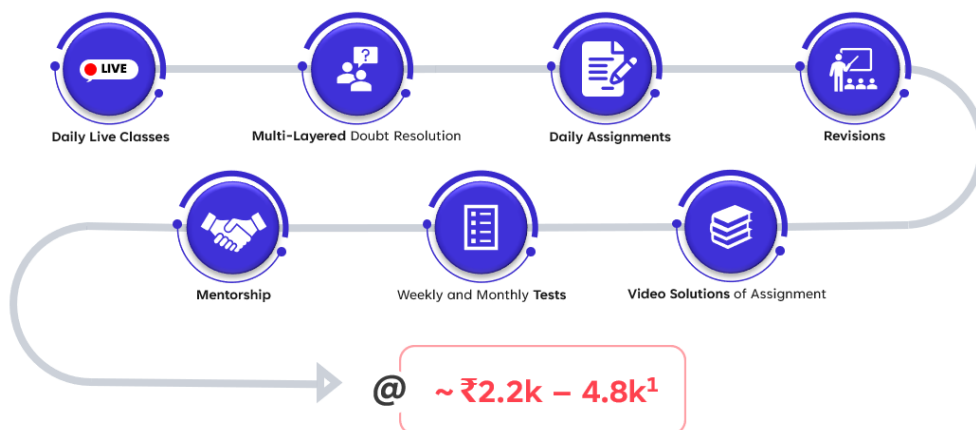 LIVE
?
Daily Live Classes
Multi-Layered Doubt Resolution
Daily Assignments
Revisions
Video Solutions of Assignment
Weekly and Monthly Tests
Mentorship
@ ~ ₹2.2k – 4.8k¹